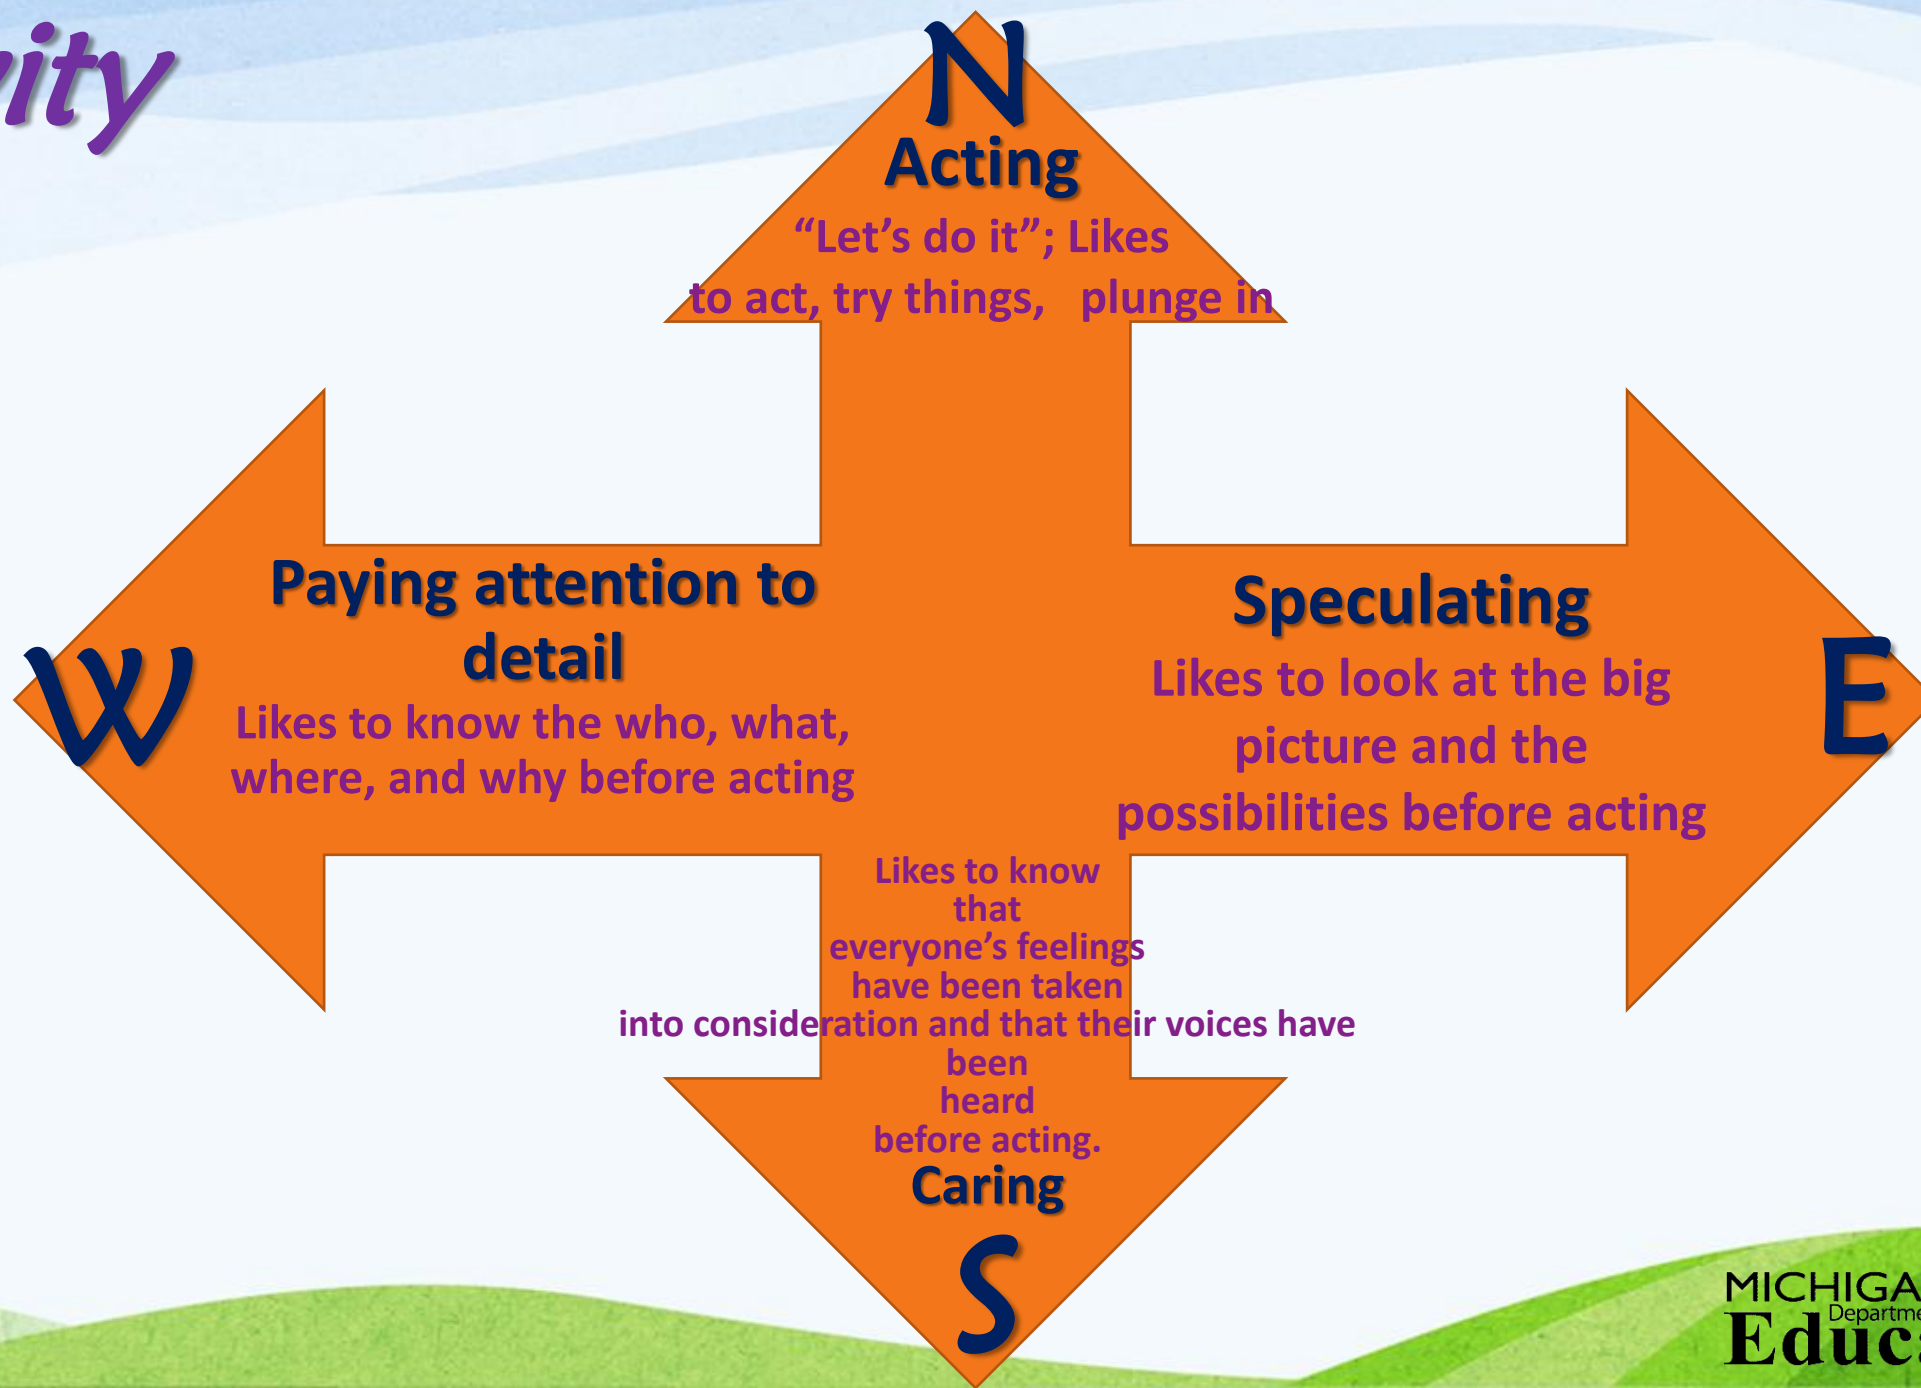 vity
N
Acting
“Let’s do it”; Likes
to act, try things, plunge in
W
Paying attention to
detail
Likes to know the who, what,
where, and why before acting
Speculating
Likes to look at the big
picture and the
possibilities before acting
E
Likes to know
that
everyone’s feelings
have been taken
into consideration and that their voices have
been
heard
before acting.
Caring
S
MICHIGA
Departme
Educa